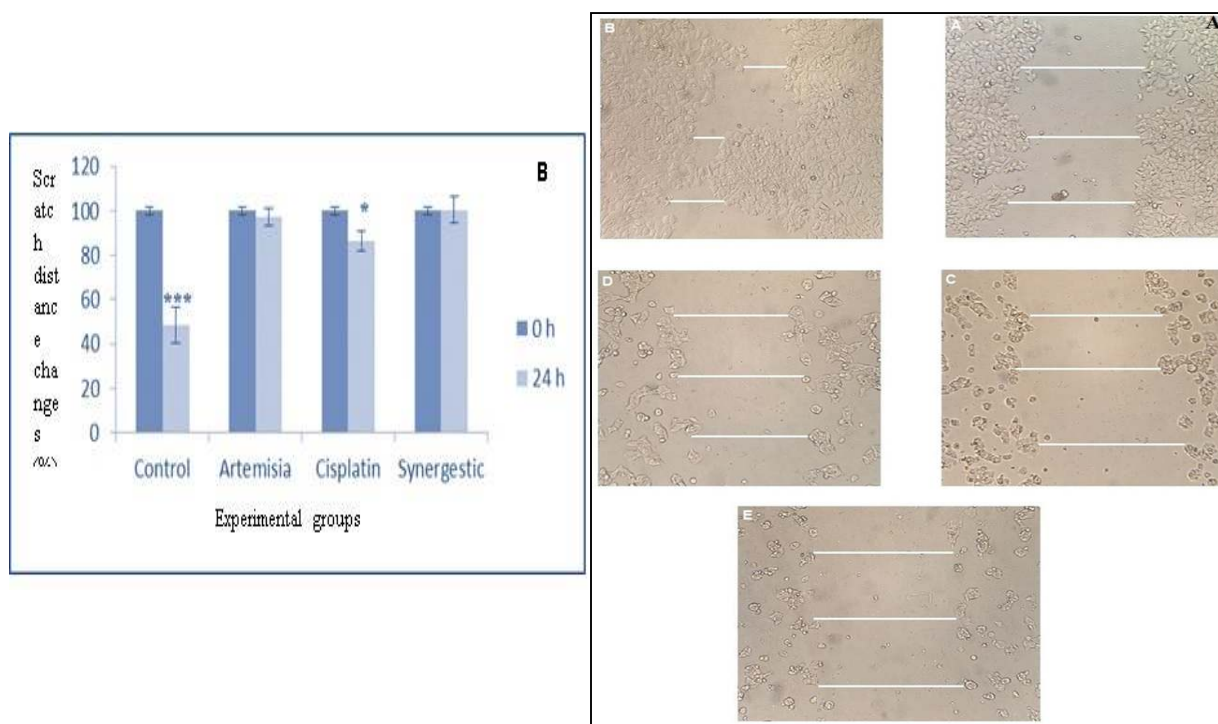 B
120
100
80
60
40
20
0
Scr
atc
h
dist
anc
e
cha
nge
s
***
*
0 h
24 h
Control Artemisia Cisplatin Synergestic
Experimental groups
B
A
A
D
C
E